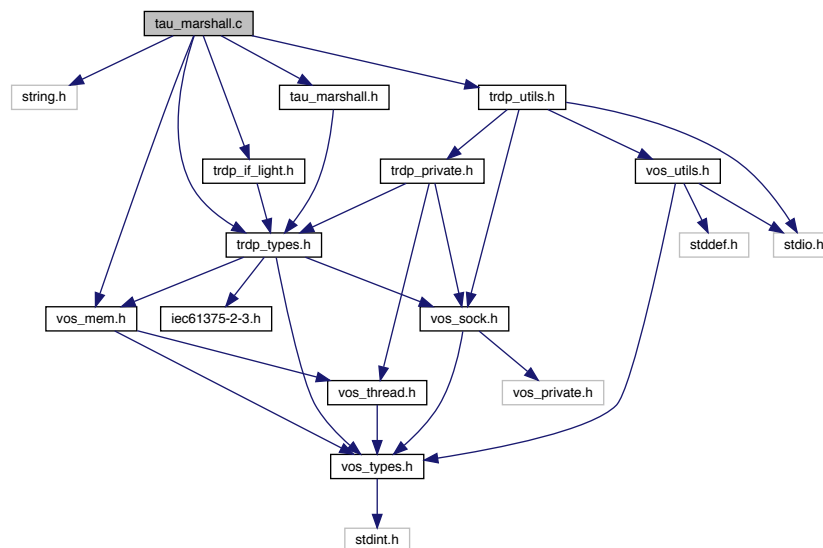 tau_marshall.c
string.h
tau_marshall.h
trdp_utils.h
trdp_if_light.h
trdp_private.h
vos_utils.h
trdp_types.h
stddef.h
stdio.h
vos_mem.h
iec61375-2-3.h
vos_sock.h
vos_thread.h
vos_private.h
vos_types.h
stdint.h